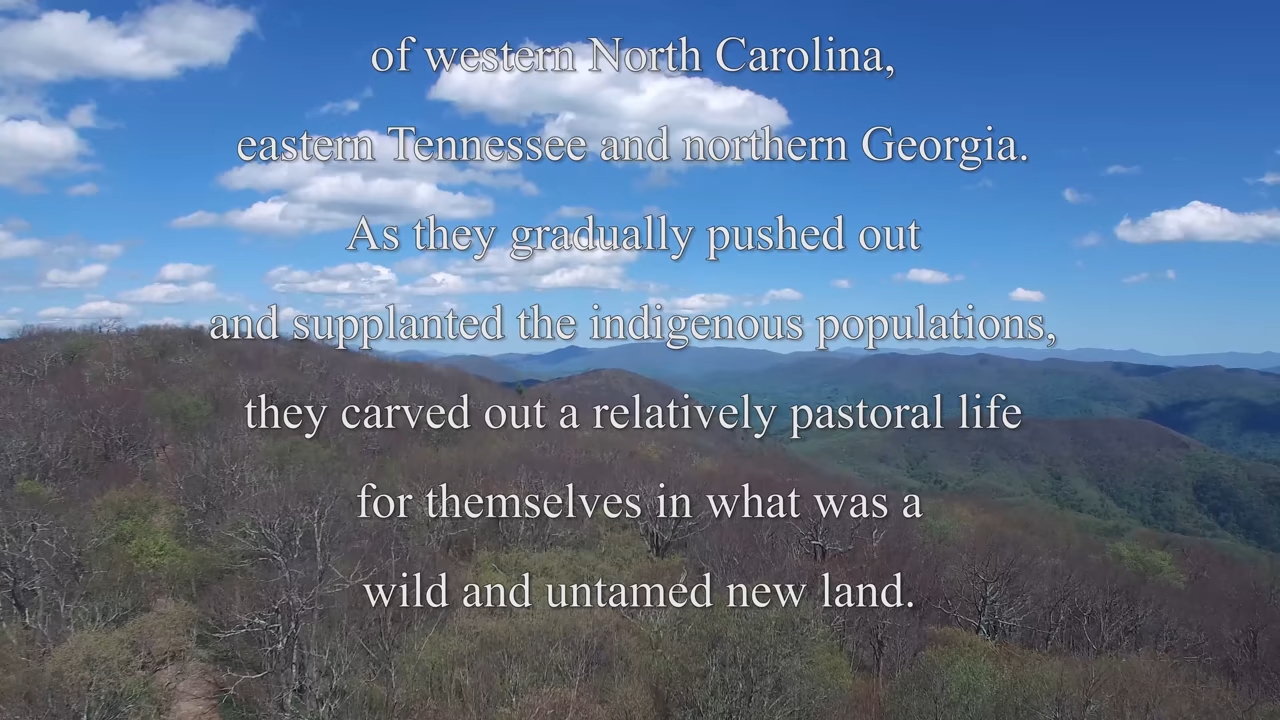 of western North Carolina,
eastern Tennessee and northern Georgia.
As they gradually pushed out
and supplanted the indigenous populations,
they carved out a relatively pastoral life
for themselves in what was a
wild and untamed new land.